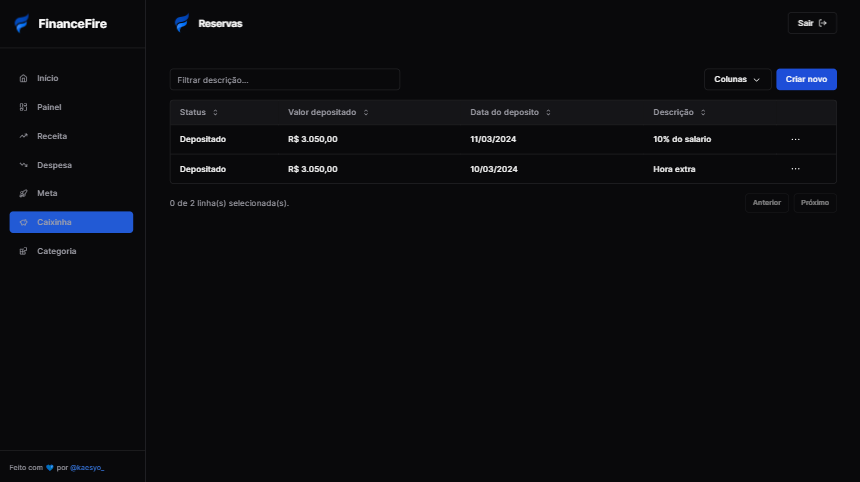 FinanceFire
Reservas
Sair
Início
Painel
Receita
Despesa
Meta
Caixinha
Categoria
Filtrar descrição...
Colunas
Criar novo
Status Valor depositado Data do deposito Descrição
Depositado R$ 3.050,00 11/03/2024 10% do salario ...
Depositado R$ 3.050,00 10/03/2024 Hora extra ...
0 de 2 linha(s) selecionada(s).
Anterior Próximo
Feito com 💙 por @kaesyo_